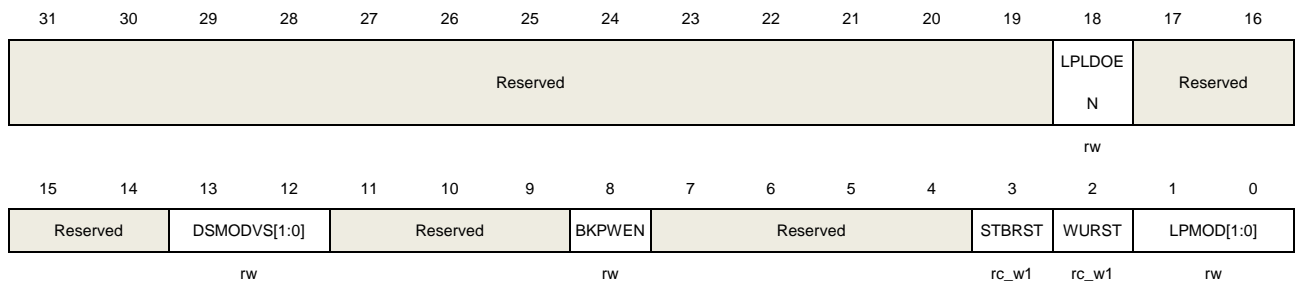 31 30 29 28 27 26 25 24 23 22 21 20 19 18 17 16
Reserved LPLDOE Reserved
N
rw
15 14 13 12 11 10 9 8 7 6 5 4 3 2 1 0
Reserved DSMODVS[1:0] Reserved BKPWEN Reserved STBRST WURST LPMOD[1:0]
rw rw rc_w1 rc_w1 rw